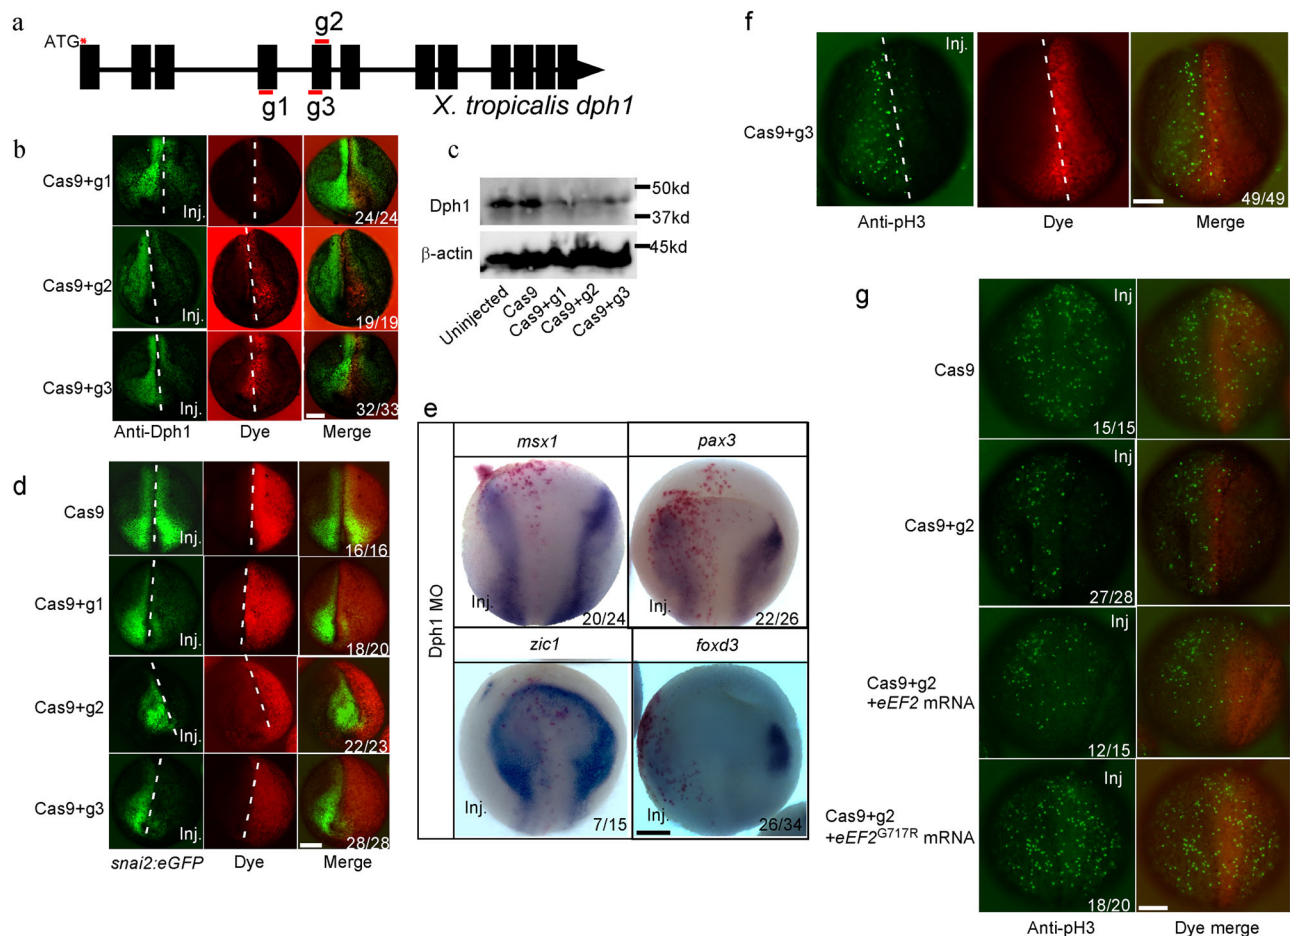 a
ATG*
g2
g1
g3
X. tropicalis dph1
b
Cas9+g1
Inj.
24/24
Cas9+g2
Inj.
19/19
Cas9+g3
Inj.
32/33
Anti-Dph1
Dye
Merge
c
Dph1
50kd
37kd
β-actin
45kd
Uninjected
Cas9
Cas9+g1
Cas9+g2
Cas9+g3
d
Cas9
Inj.
16/16
Cas9+g1
Inj.
18/20
Cas9+g2
Inj.
22/23
Cas9+g3
Inj.
28/28
snai2:eGFP
Dye
Merge
e
Dph1 MO
msx1
pax3
Inj.
20/24
Inj.
22/26
zic1
foxd3
Inj.
7/15
Inj.
26/34
f
Cas9+g3
Inj.
49/49
Anti-pH3
Dye
Merge
g
Cas9
Inj
15/15
Cas9+g2
Inj
27/28
Cas9+g2
+eEF2 mRNA
Inj
12/15
Cas9+g2
+eEF2G717R mRNA
Inj
18/20
Anti-pH3
Dye merge